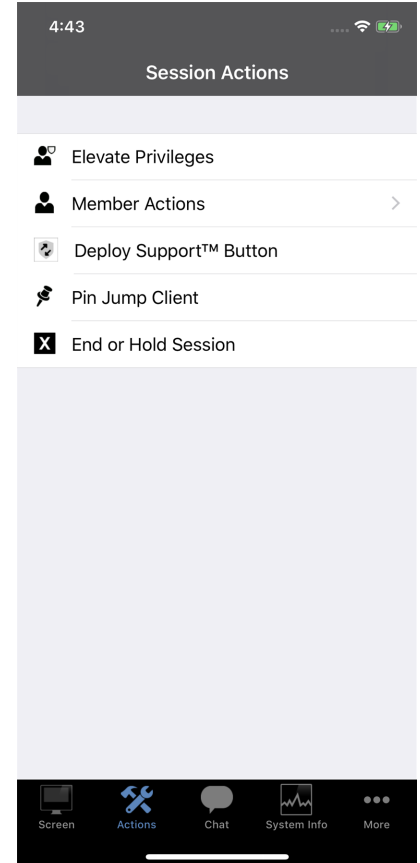 4:43
Session Actions
Elevate Privileges
Member Actions
Deploy Support™ Button
Pin Jump Client
X End or Hold Session
Screen Actions Chat System Info More